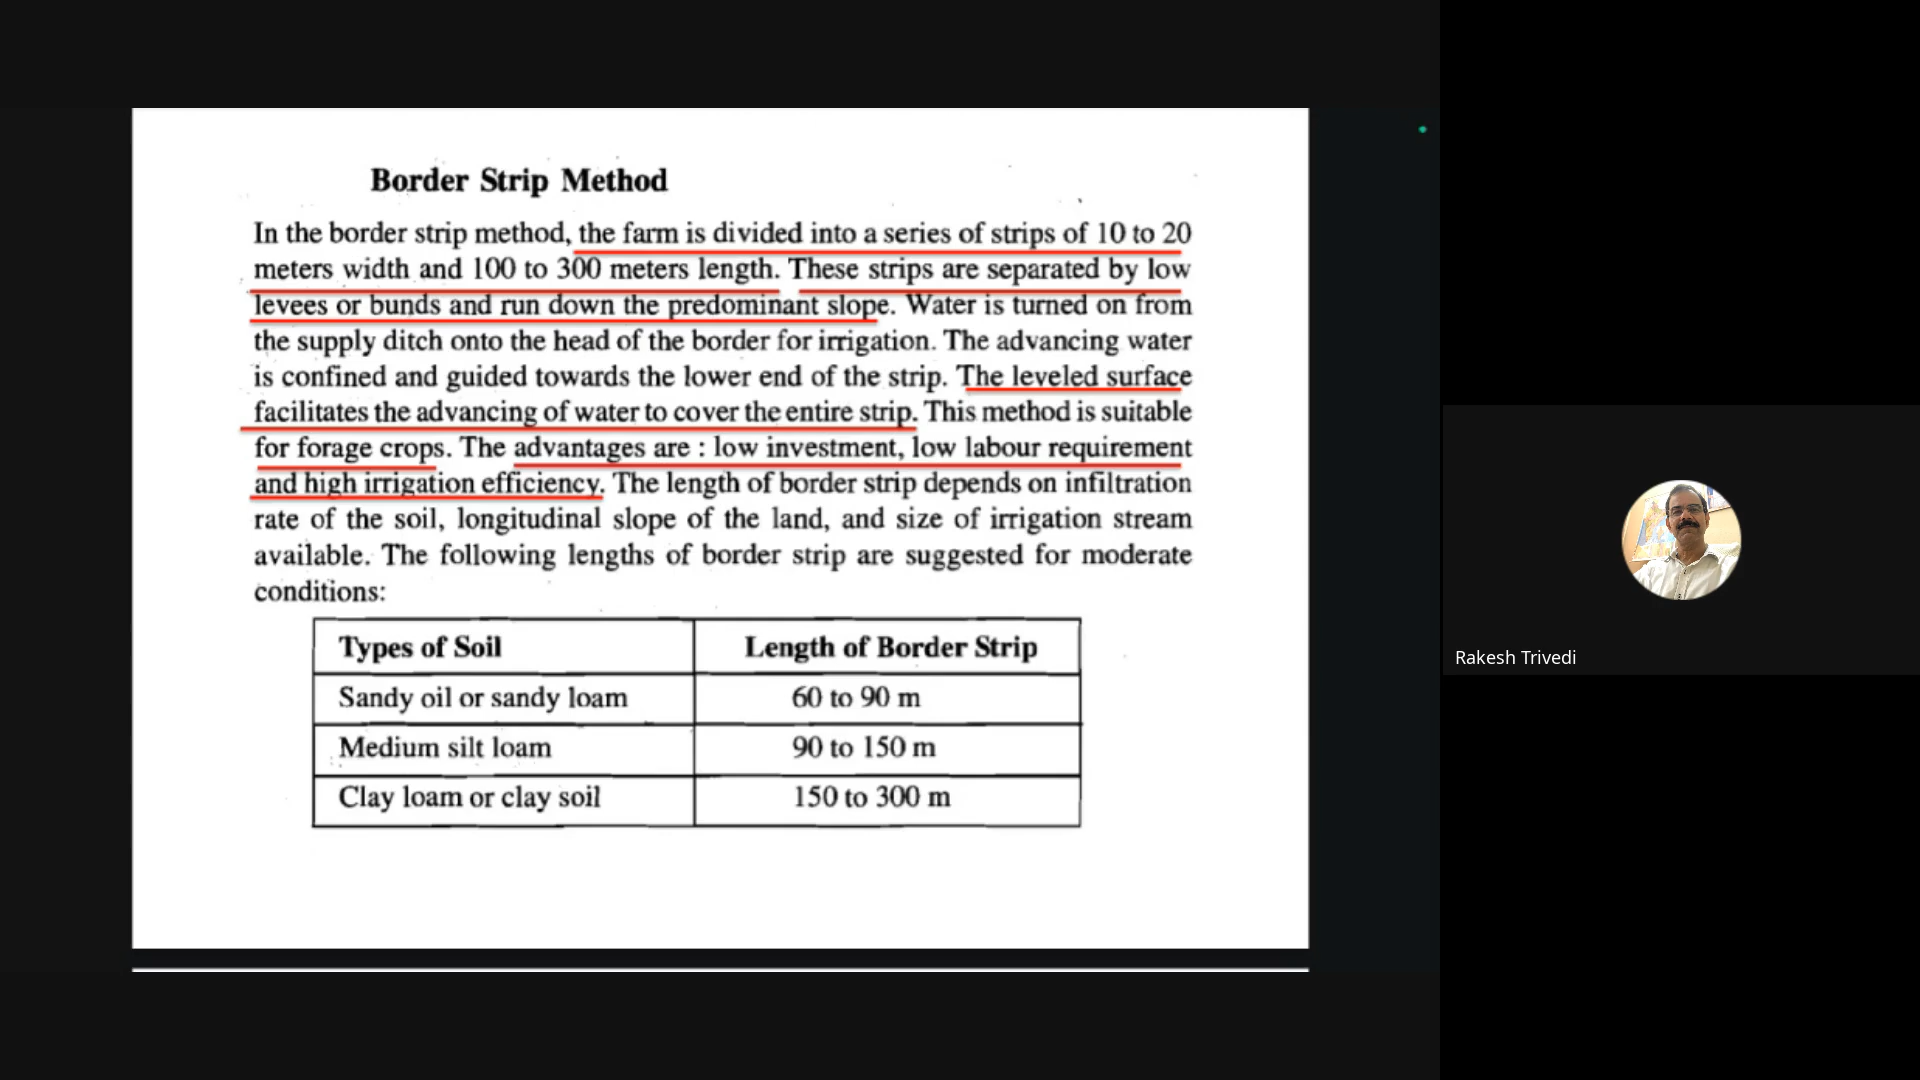 Border Strip Method
In the border strip method, the farm is divided into a series of strips of 10 to 20
meters width and 100 to 300 meters length. These strips are separated by low
levees or bunds and run down the predominant slope. Water is turned on from
the supply ditch onto the head of the border for irrigation. The advancing water
is confined and guided towards the lower end of the strip. The leveled surface
facilitates the advancing of water to cover the entire strip. This method is suitable
for forage crops. The advantages are : low investment, low labour requirement
and high irrigation efficiency. The length of border strip depends on infiltration
rate of the soil, longitudinal slope of the land, and size of irrigation stream
available. The following lengths of border strip are suggested for moderate
conditions:
Types of Soil Length of Border Strip
Sandy oil or sandy loam 60 to 90 m
Medium silt loam 90 to 150 m
Clay loam or clay soil 150 to 300 m
Rakesh Trivedi